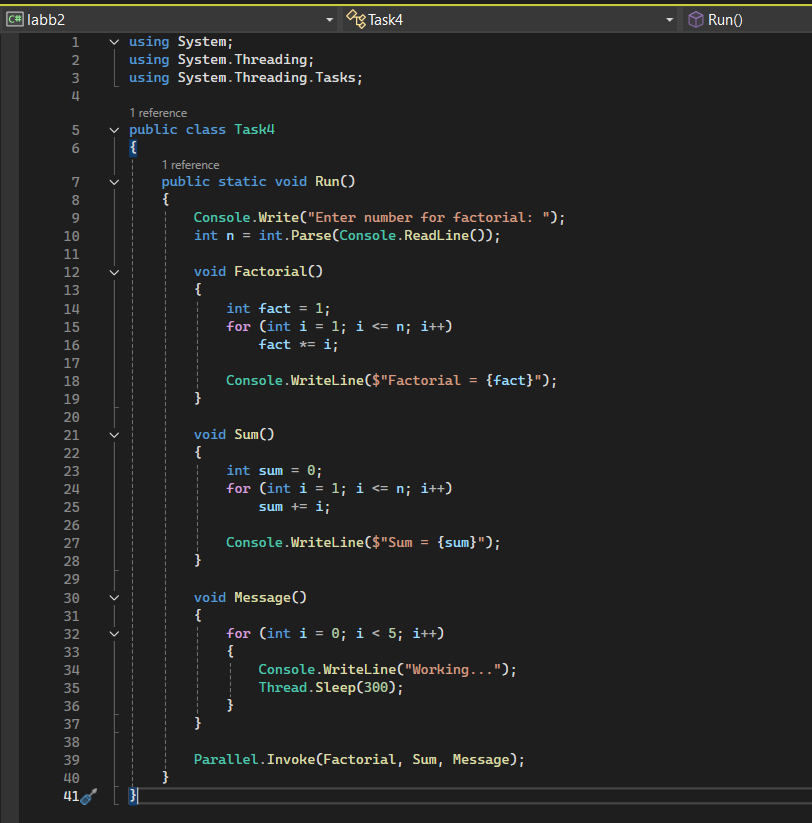 C# labb2 Task4 Run()
1 using System;
2 using System.Threading;
3 using System.Threading.Tasks;
4
1 reference
5 public class Task4
6 {
1 reference
7     public static void Run()
8     {
9         Console.Write("Enter number for factorial: ");
10         int n = int.Parse(Console.ReadLine());
11
12         void Factorial()
13         {
14             int fact = 1;
15             for (int i = 1; i <= n; i++)
16                 fact *= i;
17
18             Console.WriteLine($"Factorial = {fact}");
19         }
20
21         void Sum()
22         {
23             int sum = 0;
24             for (int i = 1; i <= n; i++)
25                 sum += i;
26
27             Console.WriteLine($"Sum = {sum}");
28         }
29
30         void Message()
31         {
32             for (int i = 0; i < 5; i++)
33             {
34                 Console.WriteLine("Working...");
35                 Thread.Sleep(300);
36             }
37         }
38
39         Parallel.Invoke(Factorial, Sum, Message);
40     }
41 }